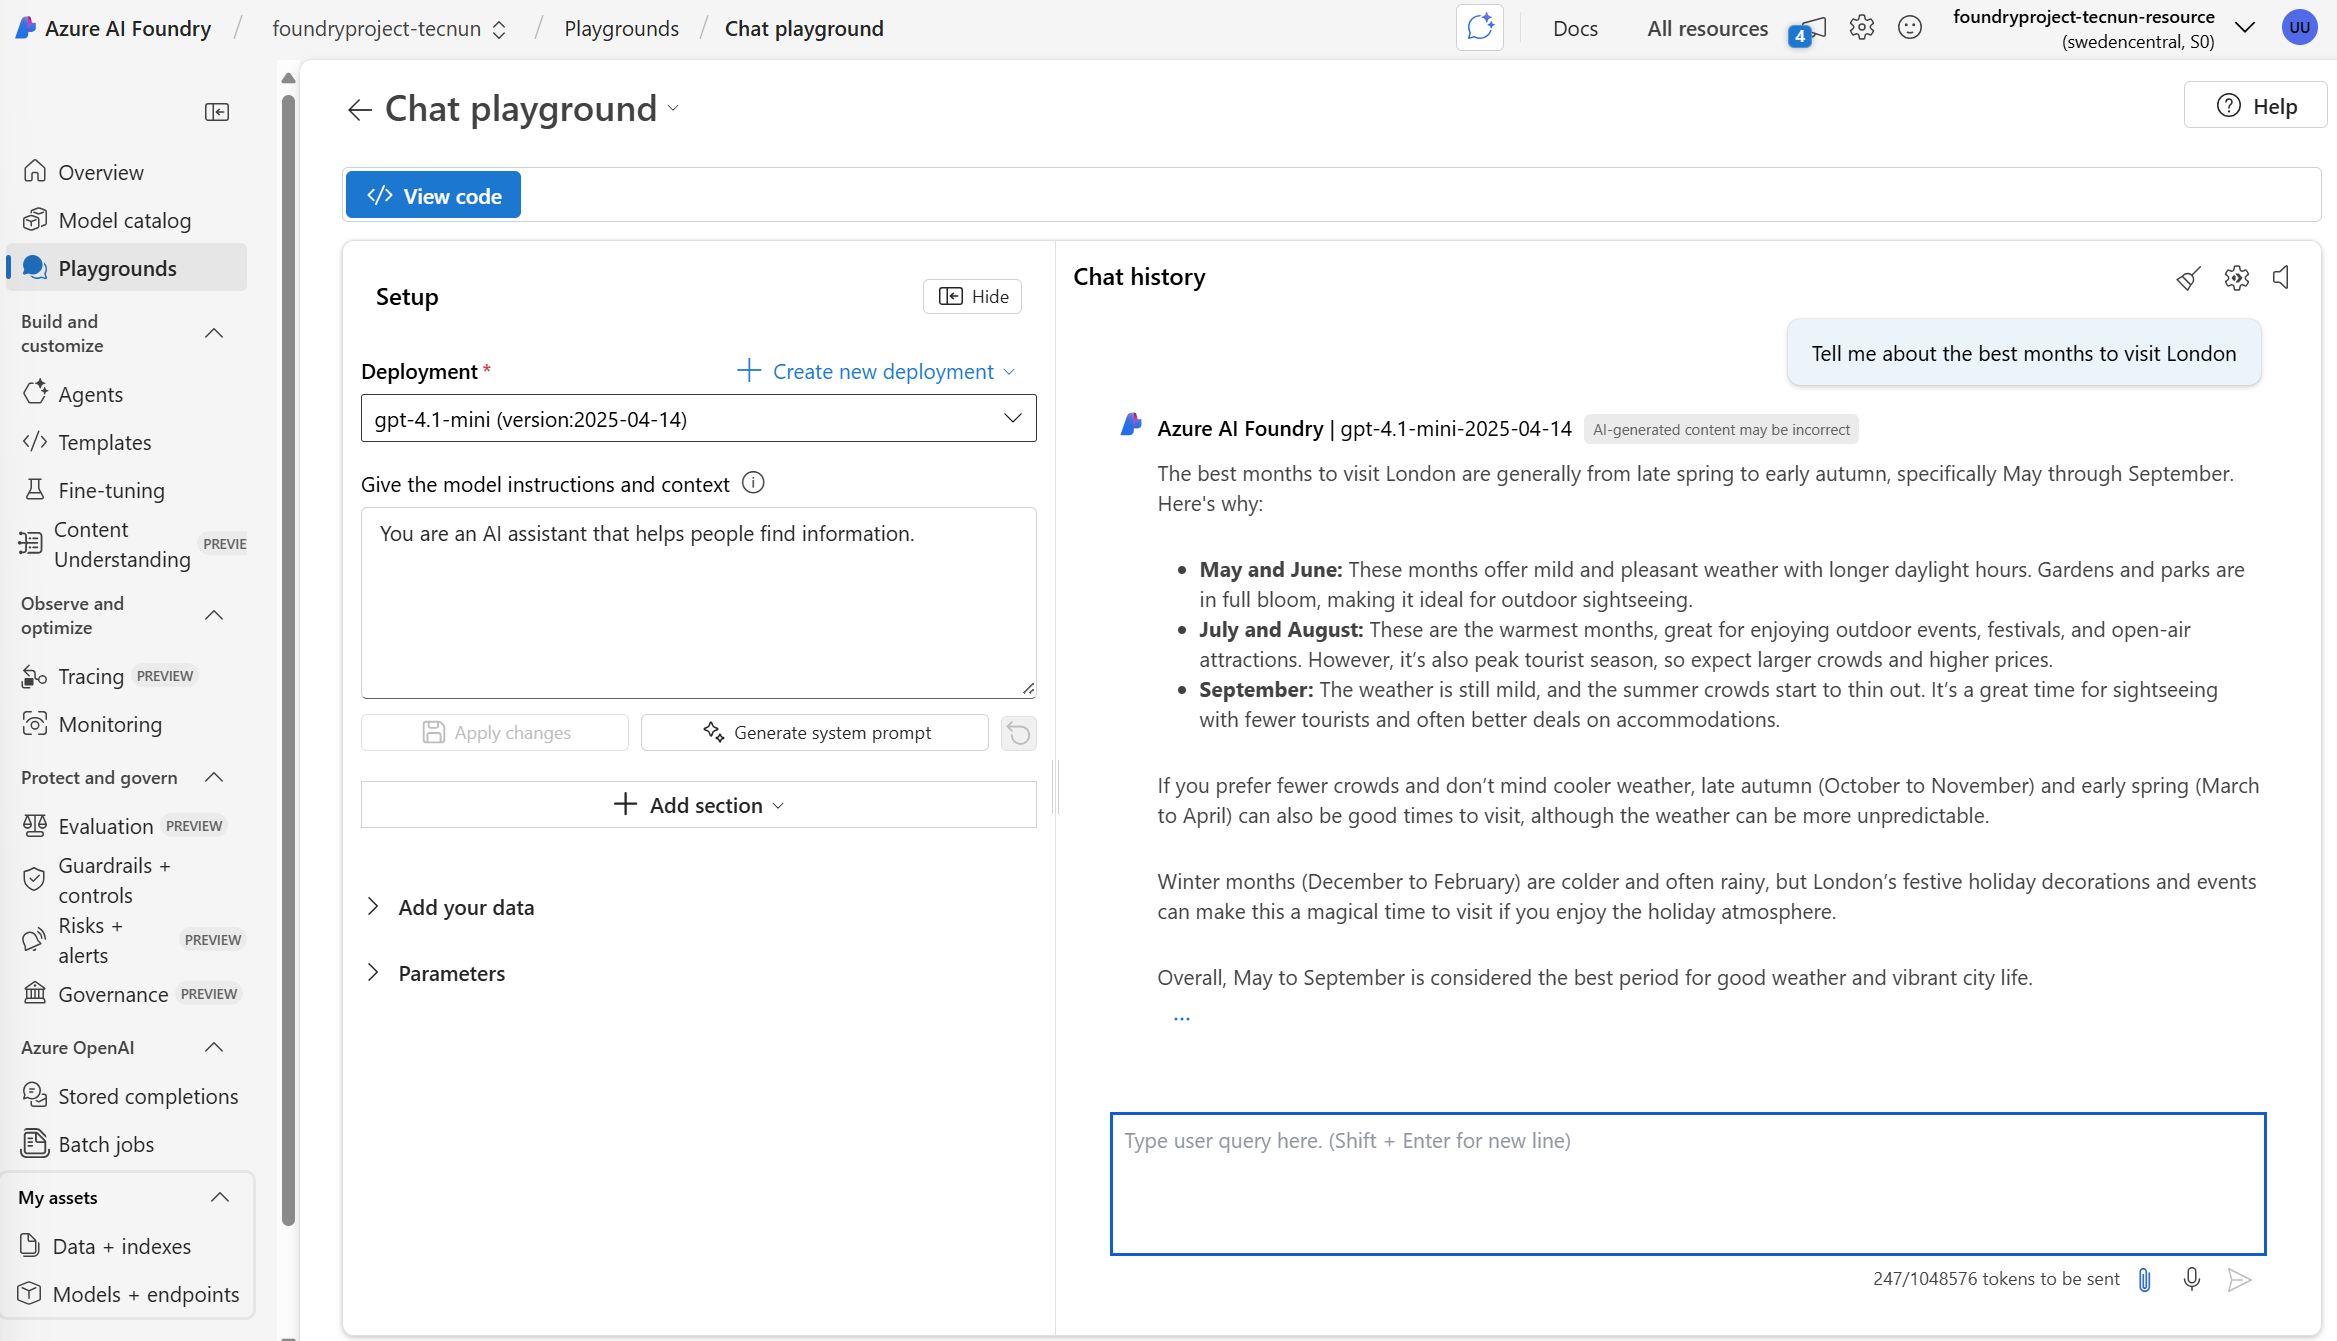 Azure AI Foundry / foundryproject-tecnun / Playgrounds / Chat playground
Docs
All resources
4
foundryproject-tecnun-resource
(swedencentral, S0)
UU
Overview
Model catalog
Playgrounds
Build and
customize
Agents
Templates
Fine-tuning
Content
Understanding
PREVIE
Observe and
optimize
Tracing PREVIEW
Monitoring
Protect and govern
Evaluation PREVIEW
Guardrails +
controls
Risks +
alerts
PREVIEW
Governance PREVIEW
Azure OpenAI
Stored completions
Batch jobs
My assets
Data + indexes
Models + endpoints
Chat playground
Help
View code
Setup
Hide
Deployment *
Create new deployment
gpt-4.1-mini (version:2025-04-14)
Give the model instructions and context
You are an AI assistant that helps people find information.
Apply changes
Generate system prompt
Add section
Add your data
Parameters
Chat history
Tell me about the best months to visit London
Azure AI Foundry | gpt-4.1-mini-2025-04-14 AI-generated content may be incorrect
The best months to visit London are generally from late spring to early autumn, specifically May through September.
Here's why:
• May and June: These months offer mild and pleasant weather with longer daylight hours. Gardens and parks are
in full bloom, making it ideal for outdoor sightseeing.
• July and August: These are the warmest months, great for enjoying outdoor events, festivals, and open-air
attractions. However, it’s also peak tourist season, so expect larger crowds and higher prices.
• September: The weather is still mild, and the summer crowds start to thin out. It’s a great time for sightseeing
with fewer tourists and often better deals on accommodations.
If you prefer fewer crowds and don’t mind cooler weather, late autumn (October to November) and early spring (March
to April) can also be good times to visit, although the weather can be more unpredictable.
Winter months (December to February) are colder and often rainy, but London’s festive holiday decorations and events
can make this a magical time to visit if you enjoy the holiday atmosphere.
Overall, May to September is considered the best period for good weather and vibrant city life.
...
Type user query here. (Shift + Enter for new line)
247/1048576 tokens to be sent